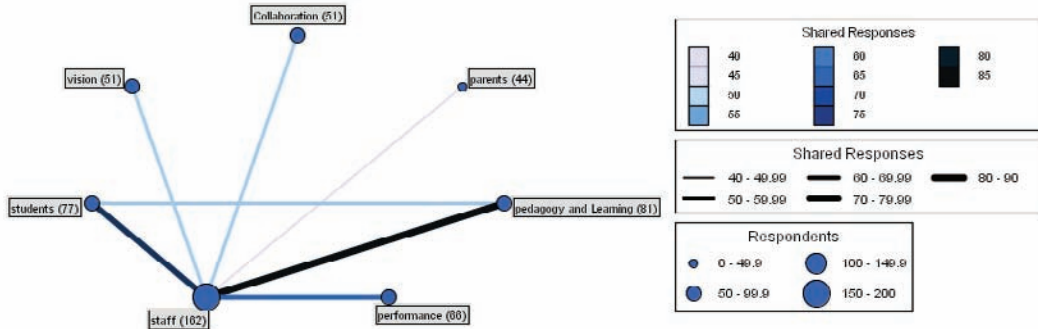 Collaboration (51)
vision (51)
parents (44)
students (77)
pedagogy and Learning (81)
staff (162)
performance (66)
Shared Responses
40 60 80
45 65 85
50 70
55 75
Shared Responses
40 - 49.99 60 - 69.99 80 - 90
50 - 59.99 70 - 79.99
Respondents
0 - 49.9 100 - 149.9
50 - 99.9 150 - 200